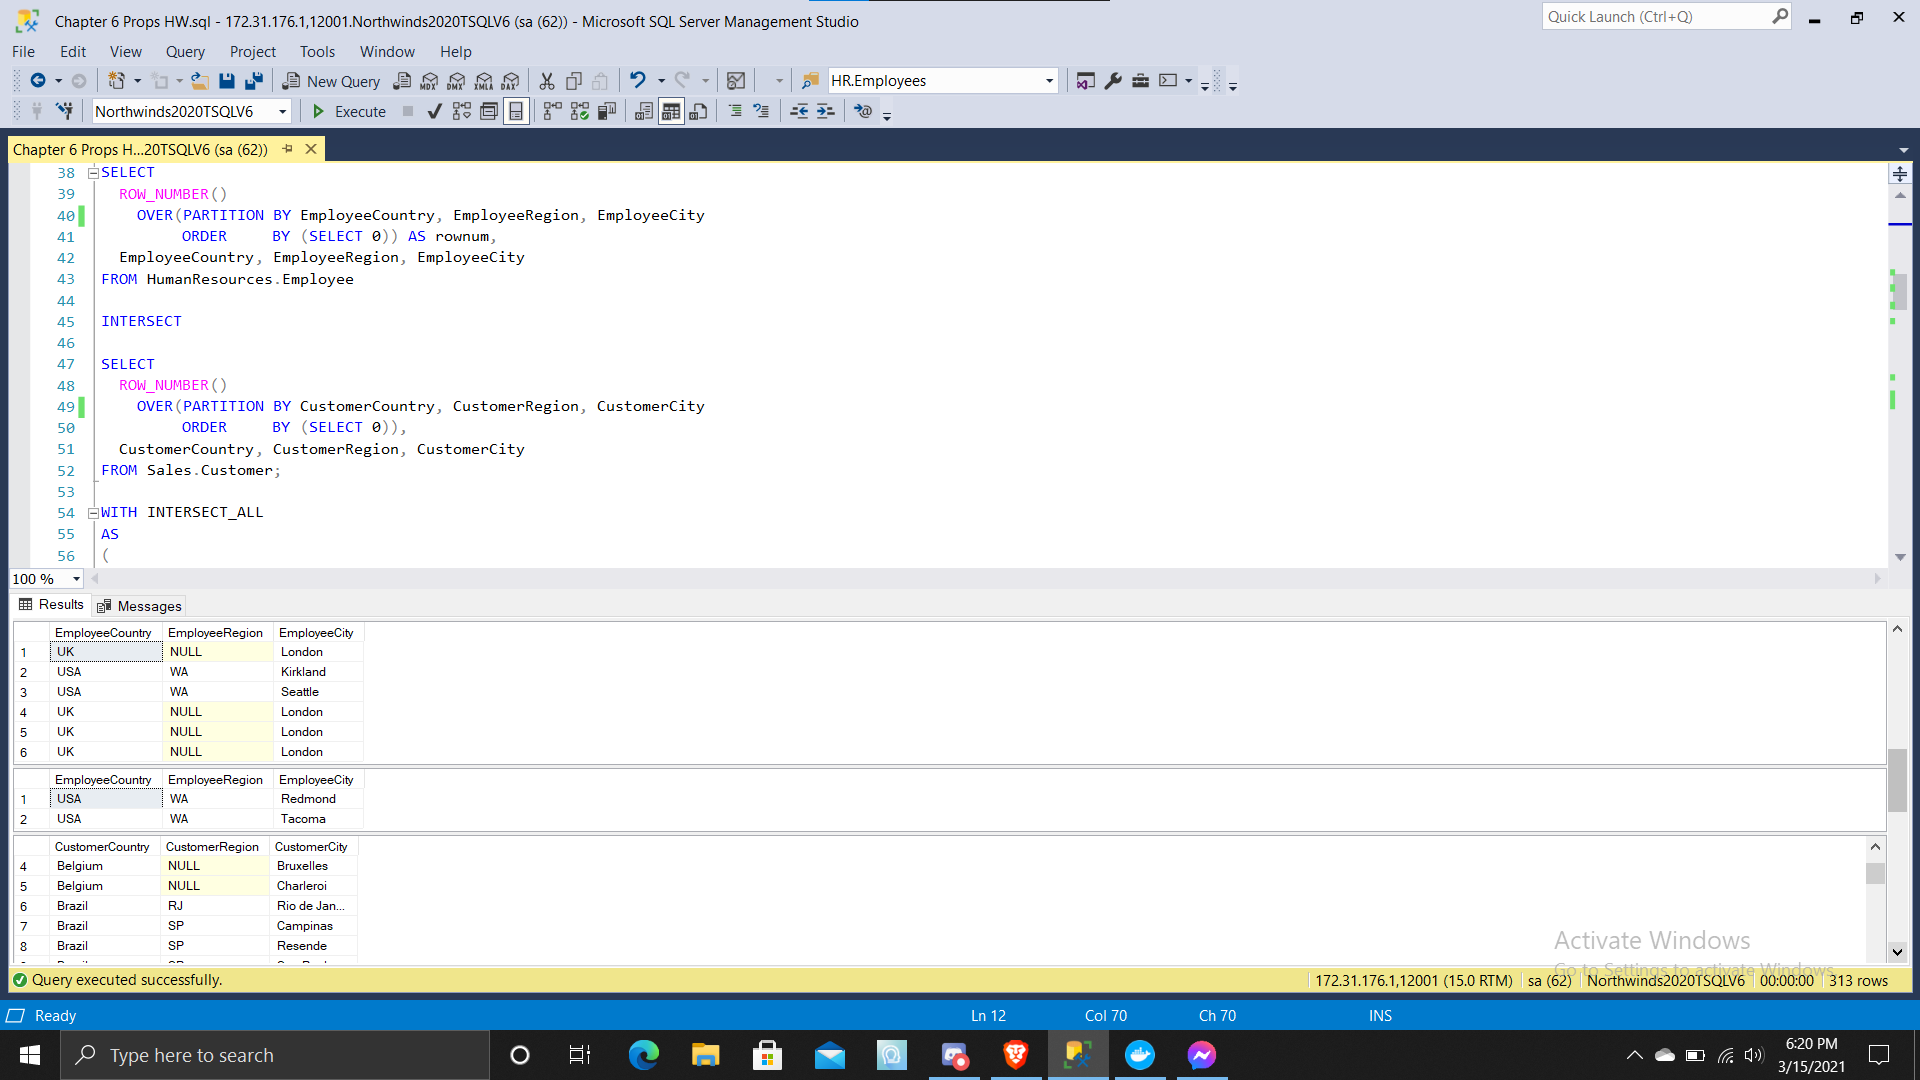 Chapter 6 Props HW.sql - 172.31.176.1,12001.Northwinds2020TSQLV6 (sa (62)) - Microsoft SQL Server Management Studio
Quick Launch (Ctrl+Q)
File Edit View Query Project Tools Window Help
New Query MDX DMX XMLA DAX HR.Employees
Northwinds2020TSQLV6 Execute
Chapter 6 Props H...20TSQLV6 (sa (62))
38 SELECT
39 ROW_NUMBER()
40 OVER(PARTITION BY EmployeeCountry, EmployeeRegion, EmployeeCity
41 ORDER BY (SELECT 0)) AS rownum,
42 EmployeeCountry, EmployeeRegion, EmployeeCity
43 FROM HumanResources.Employee
44
45 INTERSECT
46
47 SELECT
48 ROW_NUMBER()
49 OVER(PARTITION BY CustomerCountry, CustomerRegion, CustomerCity
50 ORDER BY (SELECT 0)),
51 CustomerCountry, CustomerRegion, CustomerCity
52 FROM Sales.Customer;
53
54 WITH INTERSECT_ALL
55 AS
56 (
100 %
Results Messages
EmployeeCountry EmployeeRegion EmployeeCity
1 UK NULL London
2 USA WA Kirkland
3 USA WA Seattle
4 UK NULL London
5 UK NULL London
6 UK NULL London
EmployeeCountry EmployeeRegion EmployeeCity
1 USA WA Redmond
2 USA WA Tacoma
CustomerCountry CustomerRegion CustomerCity
4 Belgium NULL Bruxelles
5 Belgium NULL Charleroi
6 Brazil RJ Rio de Jan...
7 Brazil SP Campinas
8 Brazil SP Resende
Activate Windows
Go to Settings to activate Windows.
Query executed successfully. 172.31.176.1,12001 (15.0 RTM) sa (62) Northwinds2020TSQLV6 00:00:00 313 rows
Ready Ln 12 Col 70 Ch 70 INS
Type here to search
6:20 PM
3/15/2021